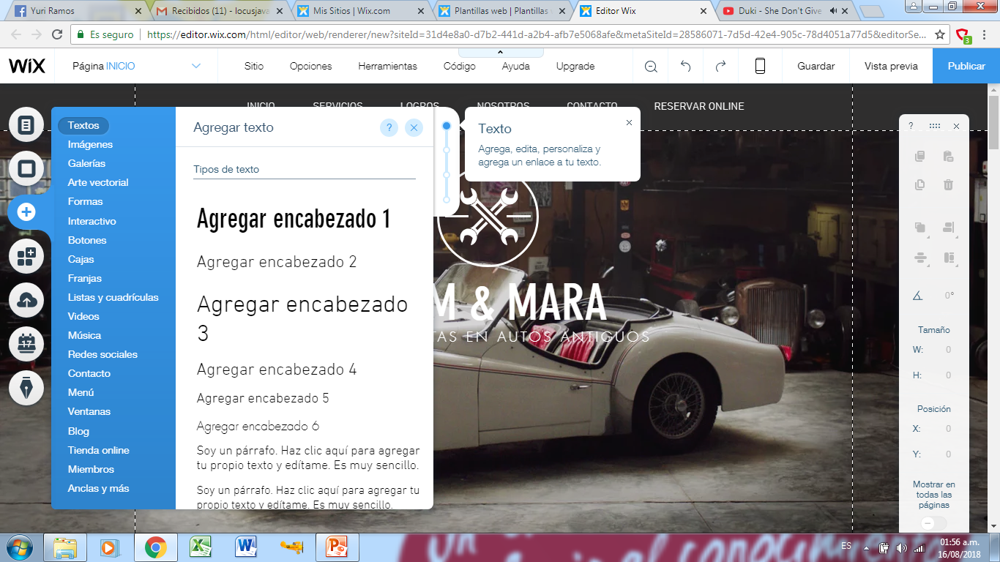 Yuri Ramos
Recibidos (11) - locusjava
Mis Sitios | Wix.com
Plantillas web | Plantillas
Editor Wix
Duki - She Don't Give
Es seguro
https://editor.wix.com/html/editor/web/renderer/new?siteId=31d4e8a0-d7b2-441d-a2b4-afb7e5068afe&metaSiteId=28586071-7d5d-42e4-905c-78d4051a77d5&editorSe...
3
WiX
Página INICIO
Sitio
Opciones
Herramientas
Código
Ayuda
Upgrade
Guardar
Vista previa
Publicar
INICIO
SERVICIOS
LOGROS
NOSOTROS
CONTACTO
RESERVAR ONLINE
17
Textos
Imágenes
Galerías
Arte vectorial
Formas
Interactivo
Botones
Cajas
Franjas
Listas y cuadrículas
Videos
Música
Redes sociales
Contacto
Menú
Ventanas
Blog
Tienda online
Miembros
Anclas y más
Agregar texto
?
Tipos de texto
Agregar encabezado 1
Agregar encabezado 2
Agregar encabezado
3
Agregar encabezado 4
Agregar encabezado 5
Agregar encabezado 6
Soy un párrafo. Haz clic aquí para agregar
tu propio texto y edítame. Es muy sencillo.
Soy un párrafo. Haz clic aquí para agregar tu
propio texto y edítame. Es muy sencillo.
Texto
Agrega, edita, personaliza y
agrega un enlace a tu texto.
M & MARA
TAS EN AUTOS ANTIGUOS
?
0°
Tamaño
W: 0
H: 0
Posición
X: 0
Y: 0
Mostrar en
todas las
páginas
un
el conocimiento
ES
01:56 a.m.
16/08/2018